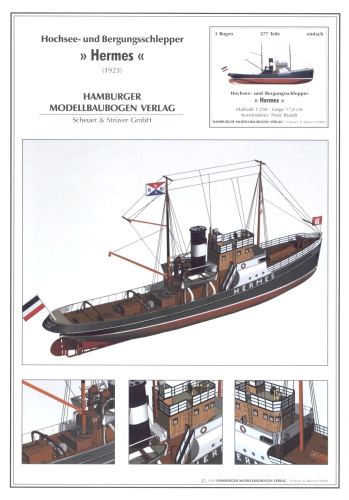 Hochsee- und Bergungsschlepper
» Hermes «
(1923)
HAMBURGER
MODELLBAUBOGEN VERLAG
Scheuer & Strüver GmbH
3 Bogen 277 Teile einfach
Hochsee- und Bergungsschlepper
» Hermes «
Maßstab 1:250 · Länge 17,8 cm
Konstruktion: Peter Brandt
HAMBURGER MODELLBAUBOGEN VERLAG Scheuer & Strüver GmbH
HERMES
HAMBURGER MODELLBAUBOGEN VERLAG Scheuer & Strüver GmbH